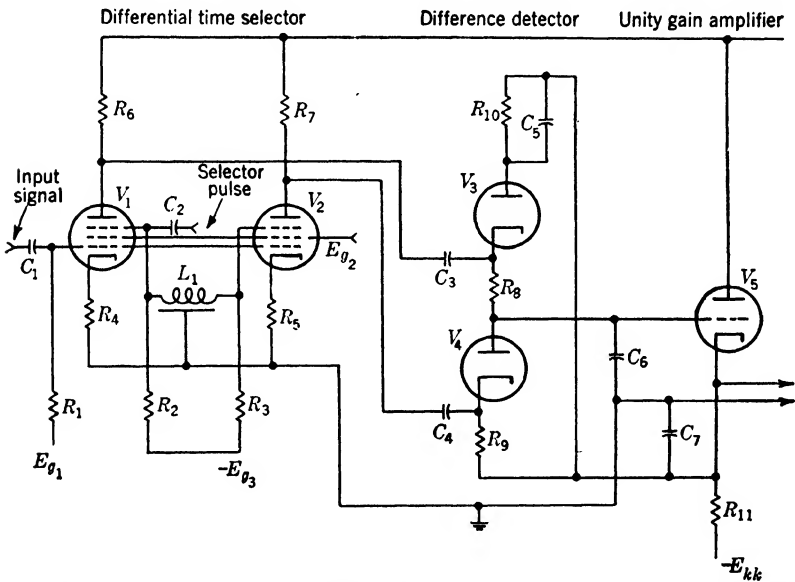 Differential time selector
Difference detector
Unity gain amplifier
R6
R7
R10
C5
Input signal
V1
C2
Selector pulse
V2
V3
Eg2
C1
L1
C3
R8
V5
R4
R5
V4
C6
R1
R2
R3
C4
R9
C7
Eg1
-Eg3
R11
-Ekk